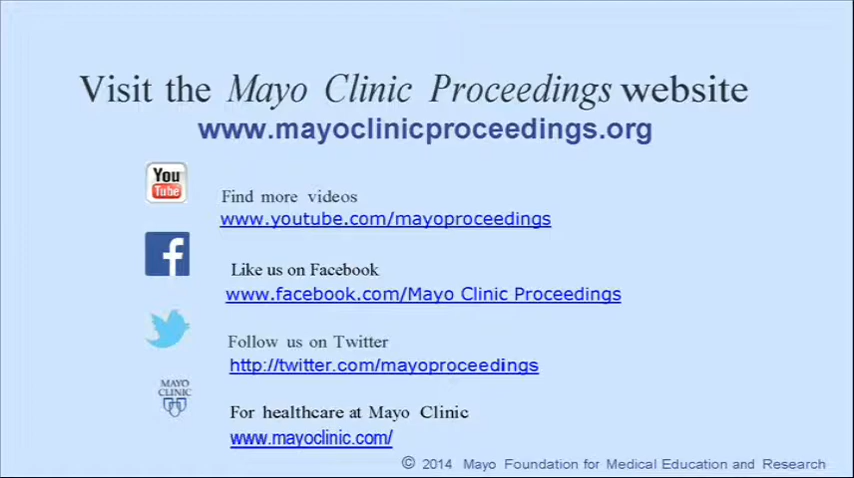 Visit the Mayo Clinic Proceedings website
www.mayoclinicproceedings.org
You
Tube
Find more videos
www.youtube.com/mayoproceedings
f
Like us on Facebook
www.facebook.com/Mayo Clinic Proceedings
Follow us on Twitter
http://twitter.com/mayoproceedings
MAYO
CLINIC
For healthcare at Mayo Clinic
www.mayoclinic.com/
© 2014 Mayo Foundation for Medical Education and Research